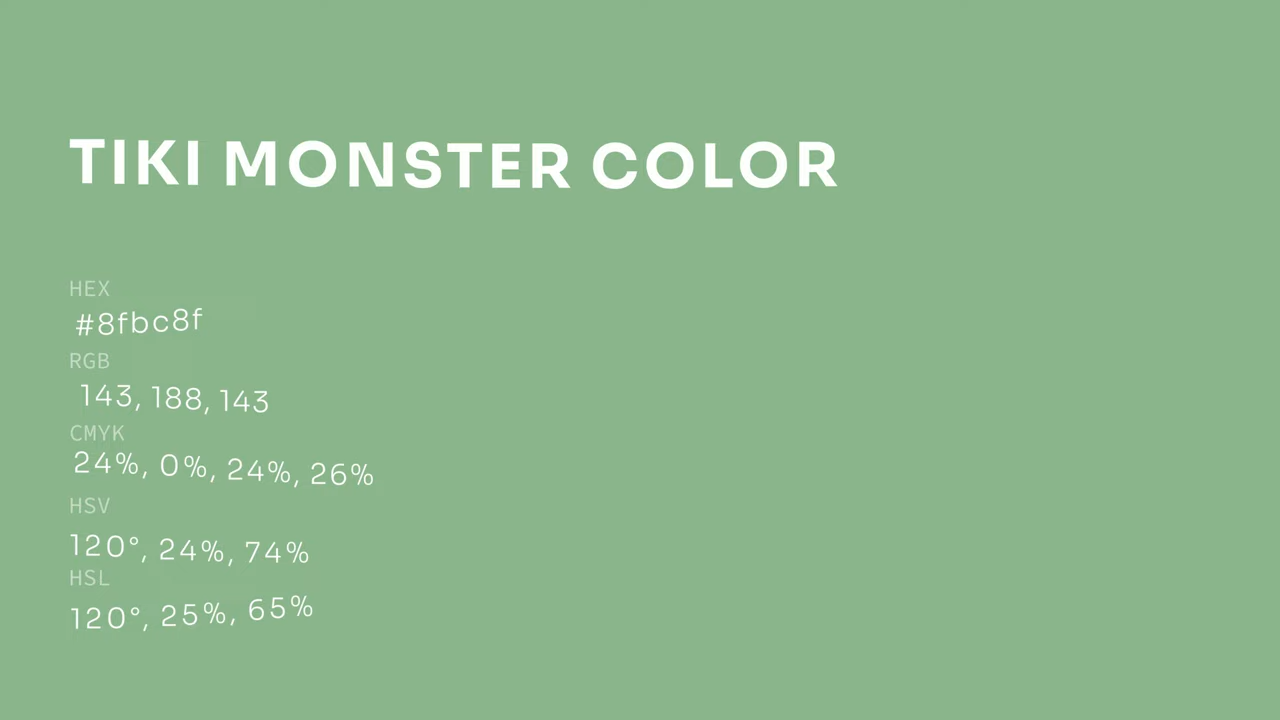 TIKI MONSTER COLOR
HEX
#8fbc8f
RGB
143, 188, 143
CMYK
24%, 0%, 24%, 26%
HSV
120°, 24%, 74%
HSL
120°, 25%, 65%